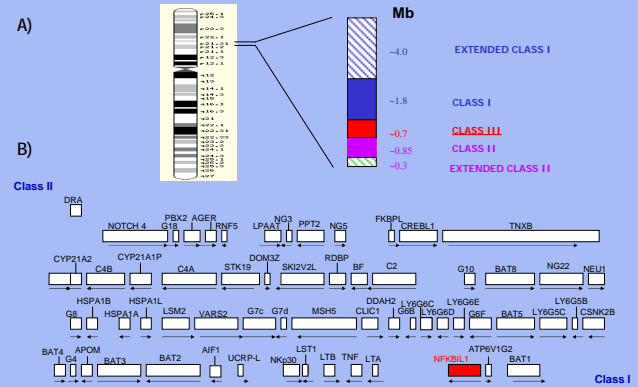 A)
Mb
~4.0 EXTENDED CLASS I
~1.8 CLASS I
~0.7 CLASS III
~0.85 CLASS II
~0.3 EXTENDED CLASS II
B)
Class II
DRA
NOTCH 4 G18 PBX2 AGER RNF5 LPAAT NG3 PPT2 NG5 FKBPL CREBL1 TNXB
CYP21A2 C4B CYP21A1P C4A STK19 DOM3Z SKI2V2L RDBP BF C2 G10 BAT8 NG22 NEU1
G8 HSPA1B HSPA1A HSPA1L LSM2 VARS2 G7c G7d MSH5 CLIC1 DDAH2 G6B LY6G6C LY6G6D LY6G6E G6F BAT5 LY6G5C LY6G5B CSNK2B
BAT4 G4 APOM BAT3 BAT2 AIF1 UCRP-L NKp30 LST1 LTB TNF LTA NFKBIL1 ATP6V1G2 BAT1
Class I